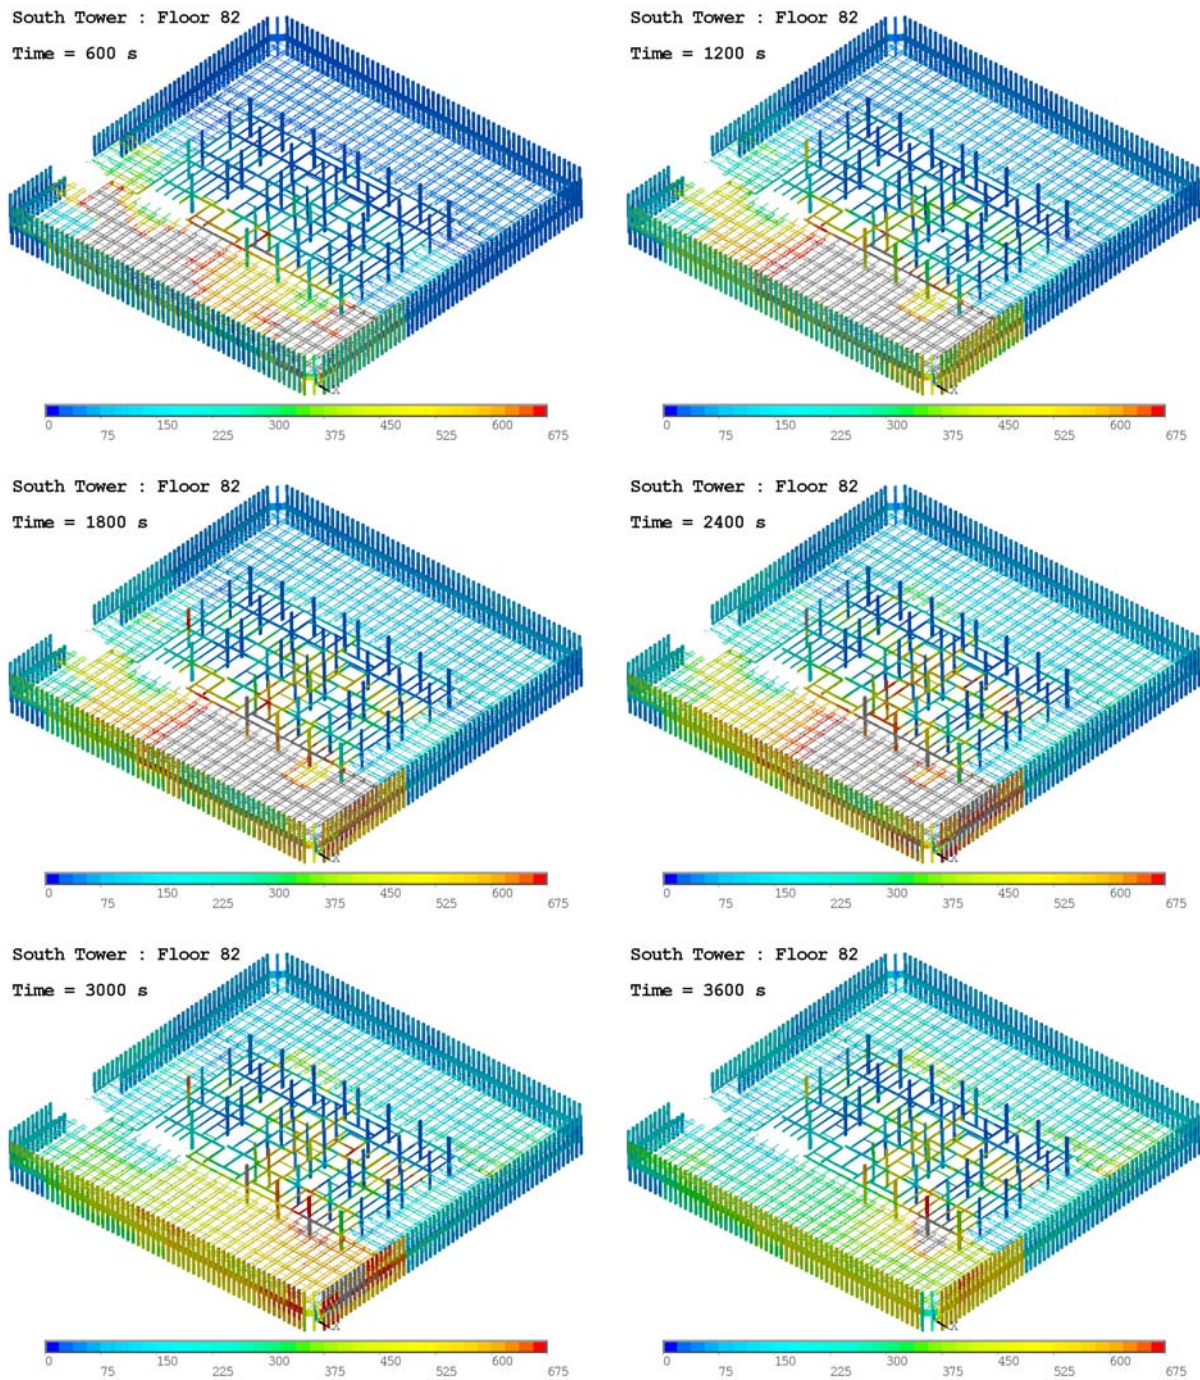 South Tower : Floor 82
Time = 600 s
X
0 75 150 225 300 375 450 525 600 675
South Tower : Floor 82
Time = 1200 s
X
0 75 150 225 300 375 450 525 600 675
South Tower : Floor 82
Time = 1800 s
X
0 75 150 225 300 375 450 525 600 675
South Tower : Floor 82
Time = 2400 s
X
0 75 150 225 300 375 450 525 600 675
South Tower : Floor 82
Time = 3000 s
X
0 75 150 225 300 375 450 525 600 675
South Tower : Floor 82
Time = 3600 s
X
0 75 150 225 300 375 450 525 600 675